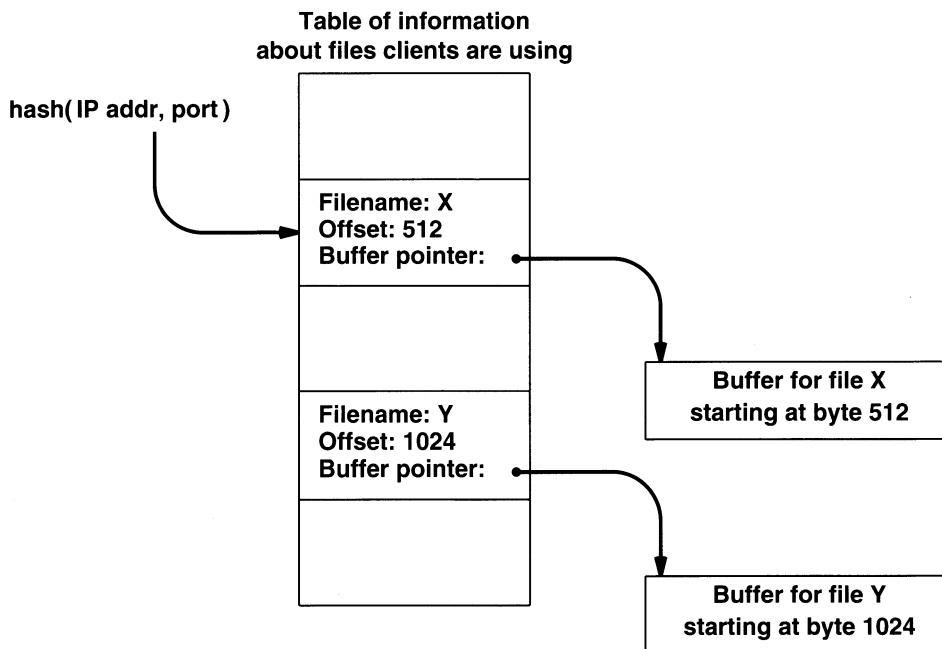 Table of information
about files clients are using
hash( IP addr, port )
Filename: X
Offset: 512
Buffer pointer:
Buffer for file X
starting at byte 512
Filename: Y
Offset: 1024
Buffer pointer:
Buffer for file Y
starting at byte 1024